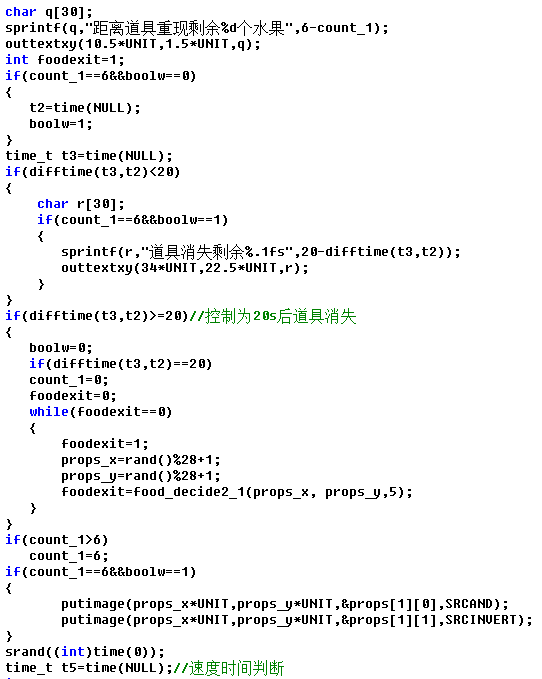 char q[30];
sprintf(q,"距离道具重现剩余%d个水果",6-count_1);
outtextxy(10.5*UNIT,1.5*UNIT,q);
int foodexit=1;
if(count_1==6&&boolw==0)
{
t2=time(NULL);
boolw=1;
}
time_t t3=time(NULL);
if(difftime(t3,t2)<20)
{
char r[30];
if(count_1==6&&boolw==1)
{
sprintf(r,"道具消失剩余%.1fs",20-difftime(t3,t2));
outtextxy(34*UNIT,22.5*UNIT,r);
}
}
if(difftime(t3,t2)>=20)//控制为20s后道具消失
{
boolw=0;
if(difftime(t3,t2)==20)
count_1=0;
foodexit=0;
while(foodexit==0)
{
foodexit=1;
props_x=rand()%28+1;
props_y=rand()%28+1;
foodexit=food_decide2_1(props_x, props_y,5);
}
}
if(count_1>6)
count_1=6;
if(count_1==6&&boolw==1)
{
putimage(props_x*UNIT,props_y*UNIT,&props[1][0],SRCAND);
putimage(props_x*UNIT,props_y*UNIT,&props[1][1],SRCINVERT);
}
srand((int)time(0));
time_t t5=time(NULL);//速度时间判断